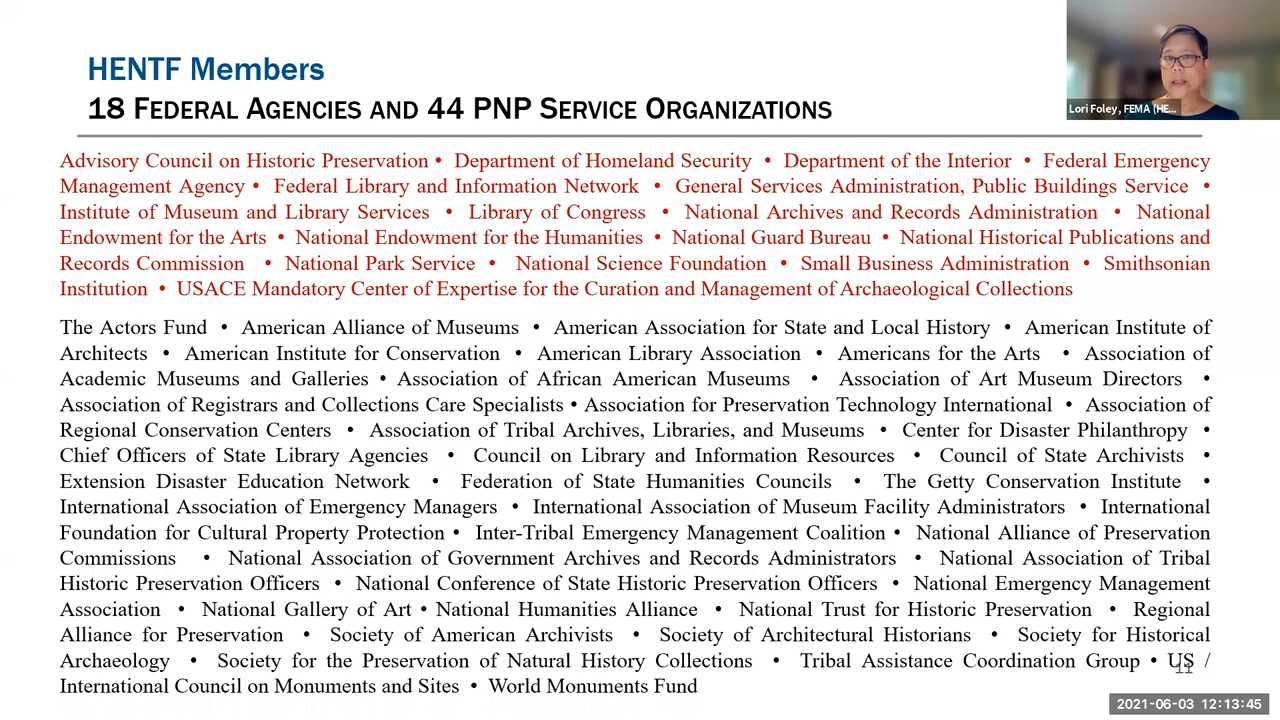 HENTF Members
18 FEDERAL AGENCIES AND 44 PNP SERVICE ORGANIZATIONS
Lori Foley, FEMA (HE...
Advisory Council on Historic Preservation • Department of Homeland Security • Department of the Interior • Federal Emergency
Management Agency • Federal Library and Information Network • General Services Administration, Public Buildings Service •
Institute of Museum and Library Services • Library of Congress • National Archives and Records Administration • National
Endowment for the Arts • National Endowment for the Humanities • National Guard Bureau • National Historical Publications and
Records Commission • National Park Service • National Science Foundation • Small Business Administration • Smithsonian
Institution • USACE Mandatory Center of Expertise for the Curation and Management of Archaeological Collections
The Actors Fund • American Alliance of Museums • American Association for State and Local History • American Institute of
Architects • American Institute for Conservation • American Library Association • Americans for the Arts • Association of
Academic Museums and Galleries • Association of African American Museums • Association of Art Museum Directors •
Association of Registrars and Collections Care Specialists • Association for Preservation Technology International • Association of
Regional Conservation Centers • Association of Tribal Archives, Libraries, and Museums • Center for Disaster Philanthropy •
Chief Officers of State Library Agencies • Council on Library and Information Resources • Council of State Archivists •
Extension Disaster Education Network • Federation of State Humanities Councils • The Getty Conservation Institute •
International Association of Emergency Managers • International Association of Museum Facility Administrators • International
Foundation for Cultural Property Protection • Inter-Tribal Emergency Management Coalition • National Alliance of Preservation
Commissions • National Association of Government Archives and Records Administrators • National Association of Tribal
Historic Preservation Officers • National Conference of State Historic Preservation Officers • National Emergency Management
Association • National Gallery of Art • National Humanities Alliance • National Trust for Historic Preservation • Regional
Alliance for Preservation • Society of American Archivists • Society of Architectural Historians • Society for Historical
Archaeology • Society for the Preservation of Natural History Collections • Tribal Assistance Coordination Group • US /
International Council on Monuments and Sites • World Monuments Fund
11
2021-06-03 12:13:45